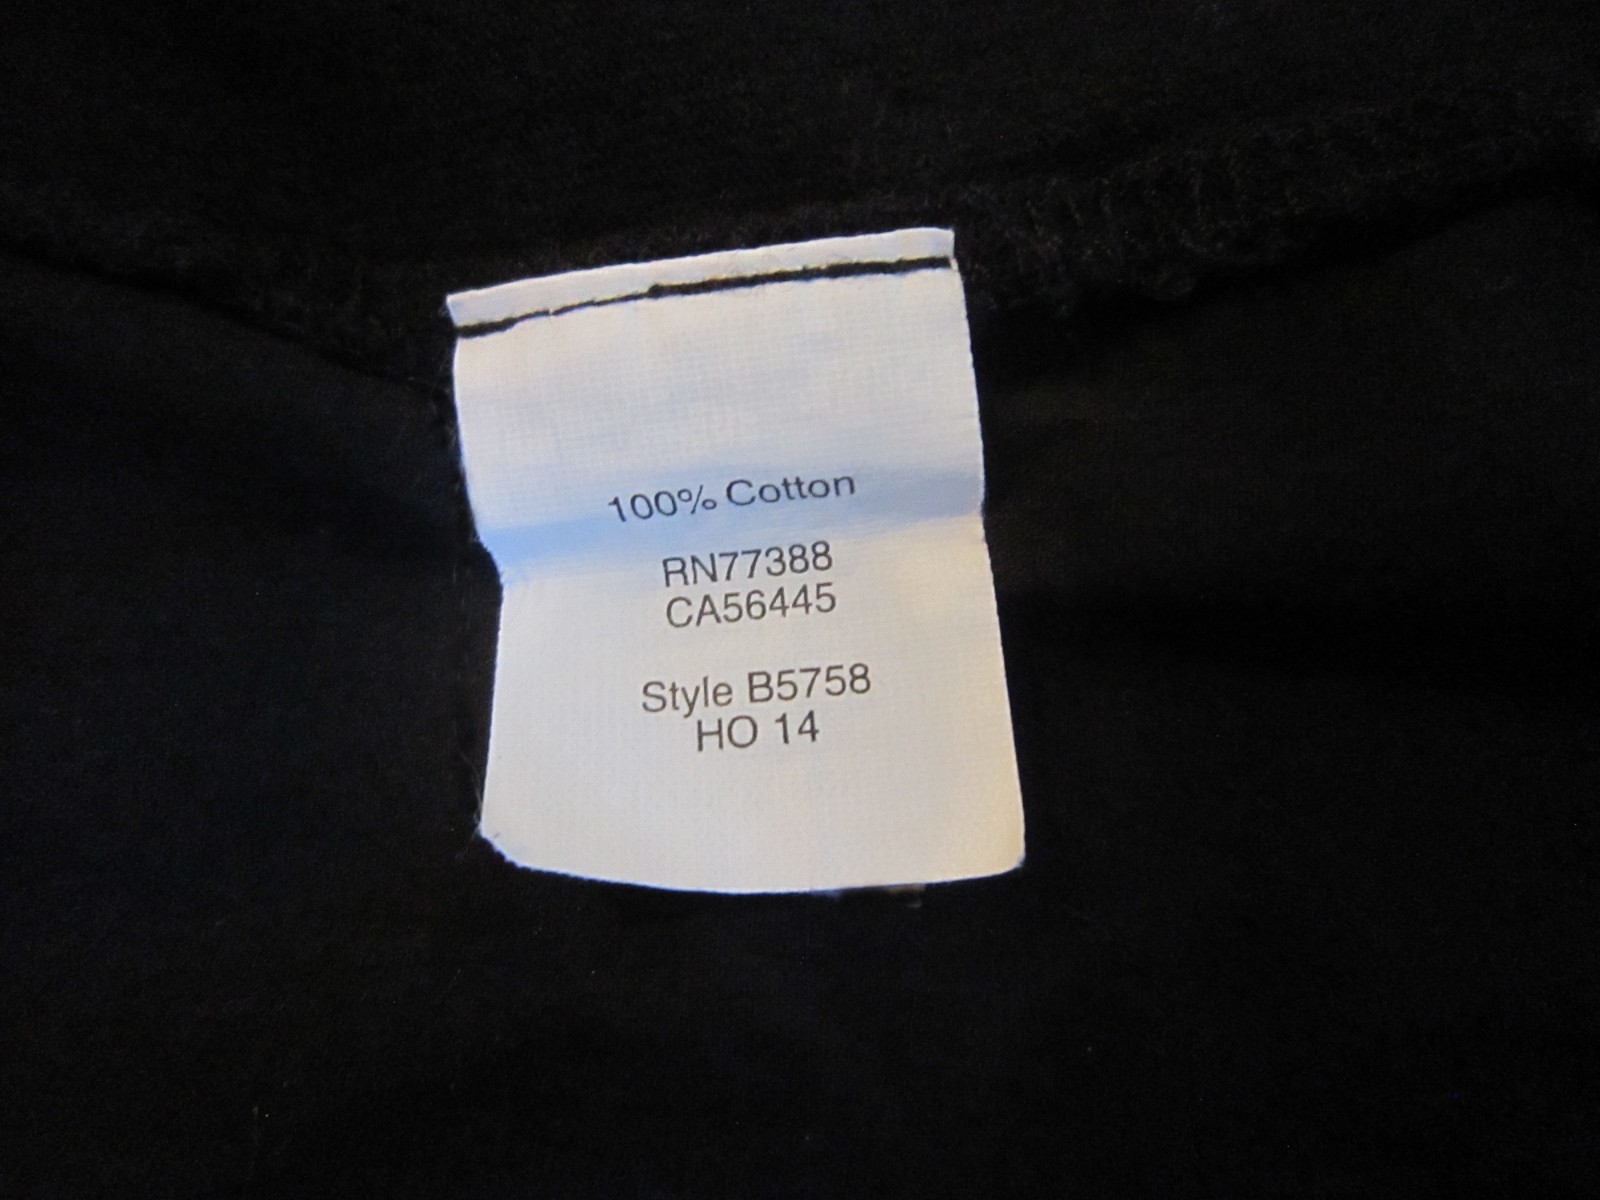 100% Cotton
RN77388
CA56445
Style B5758
HO 14